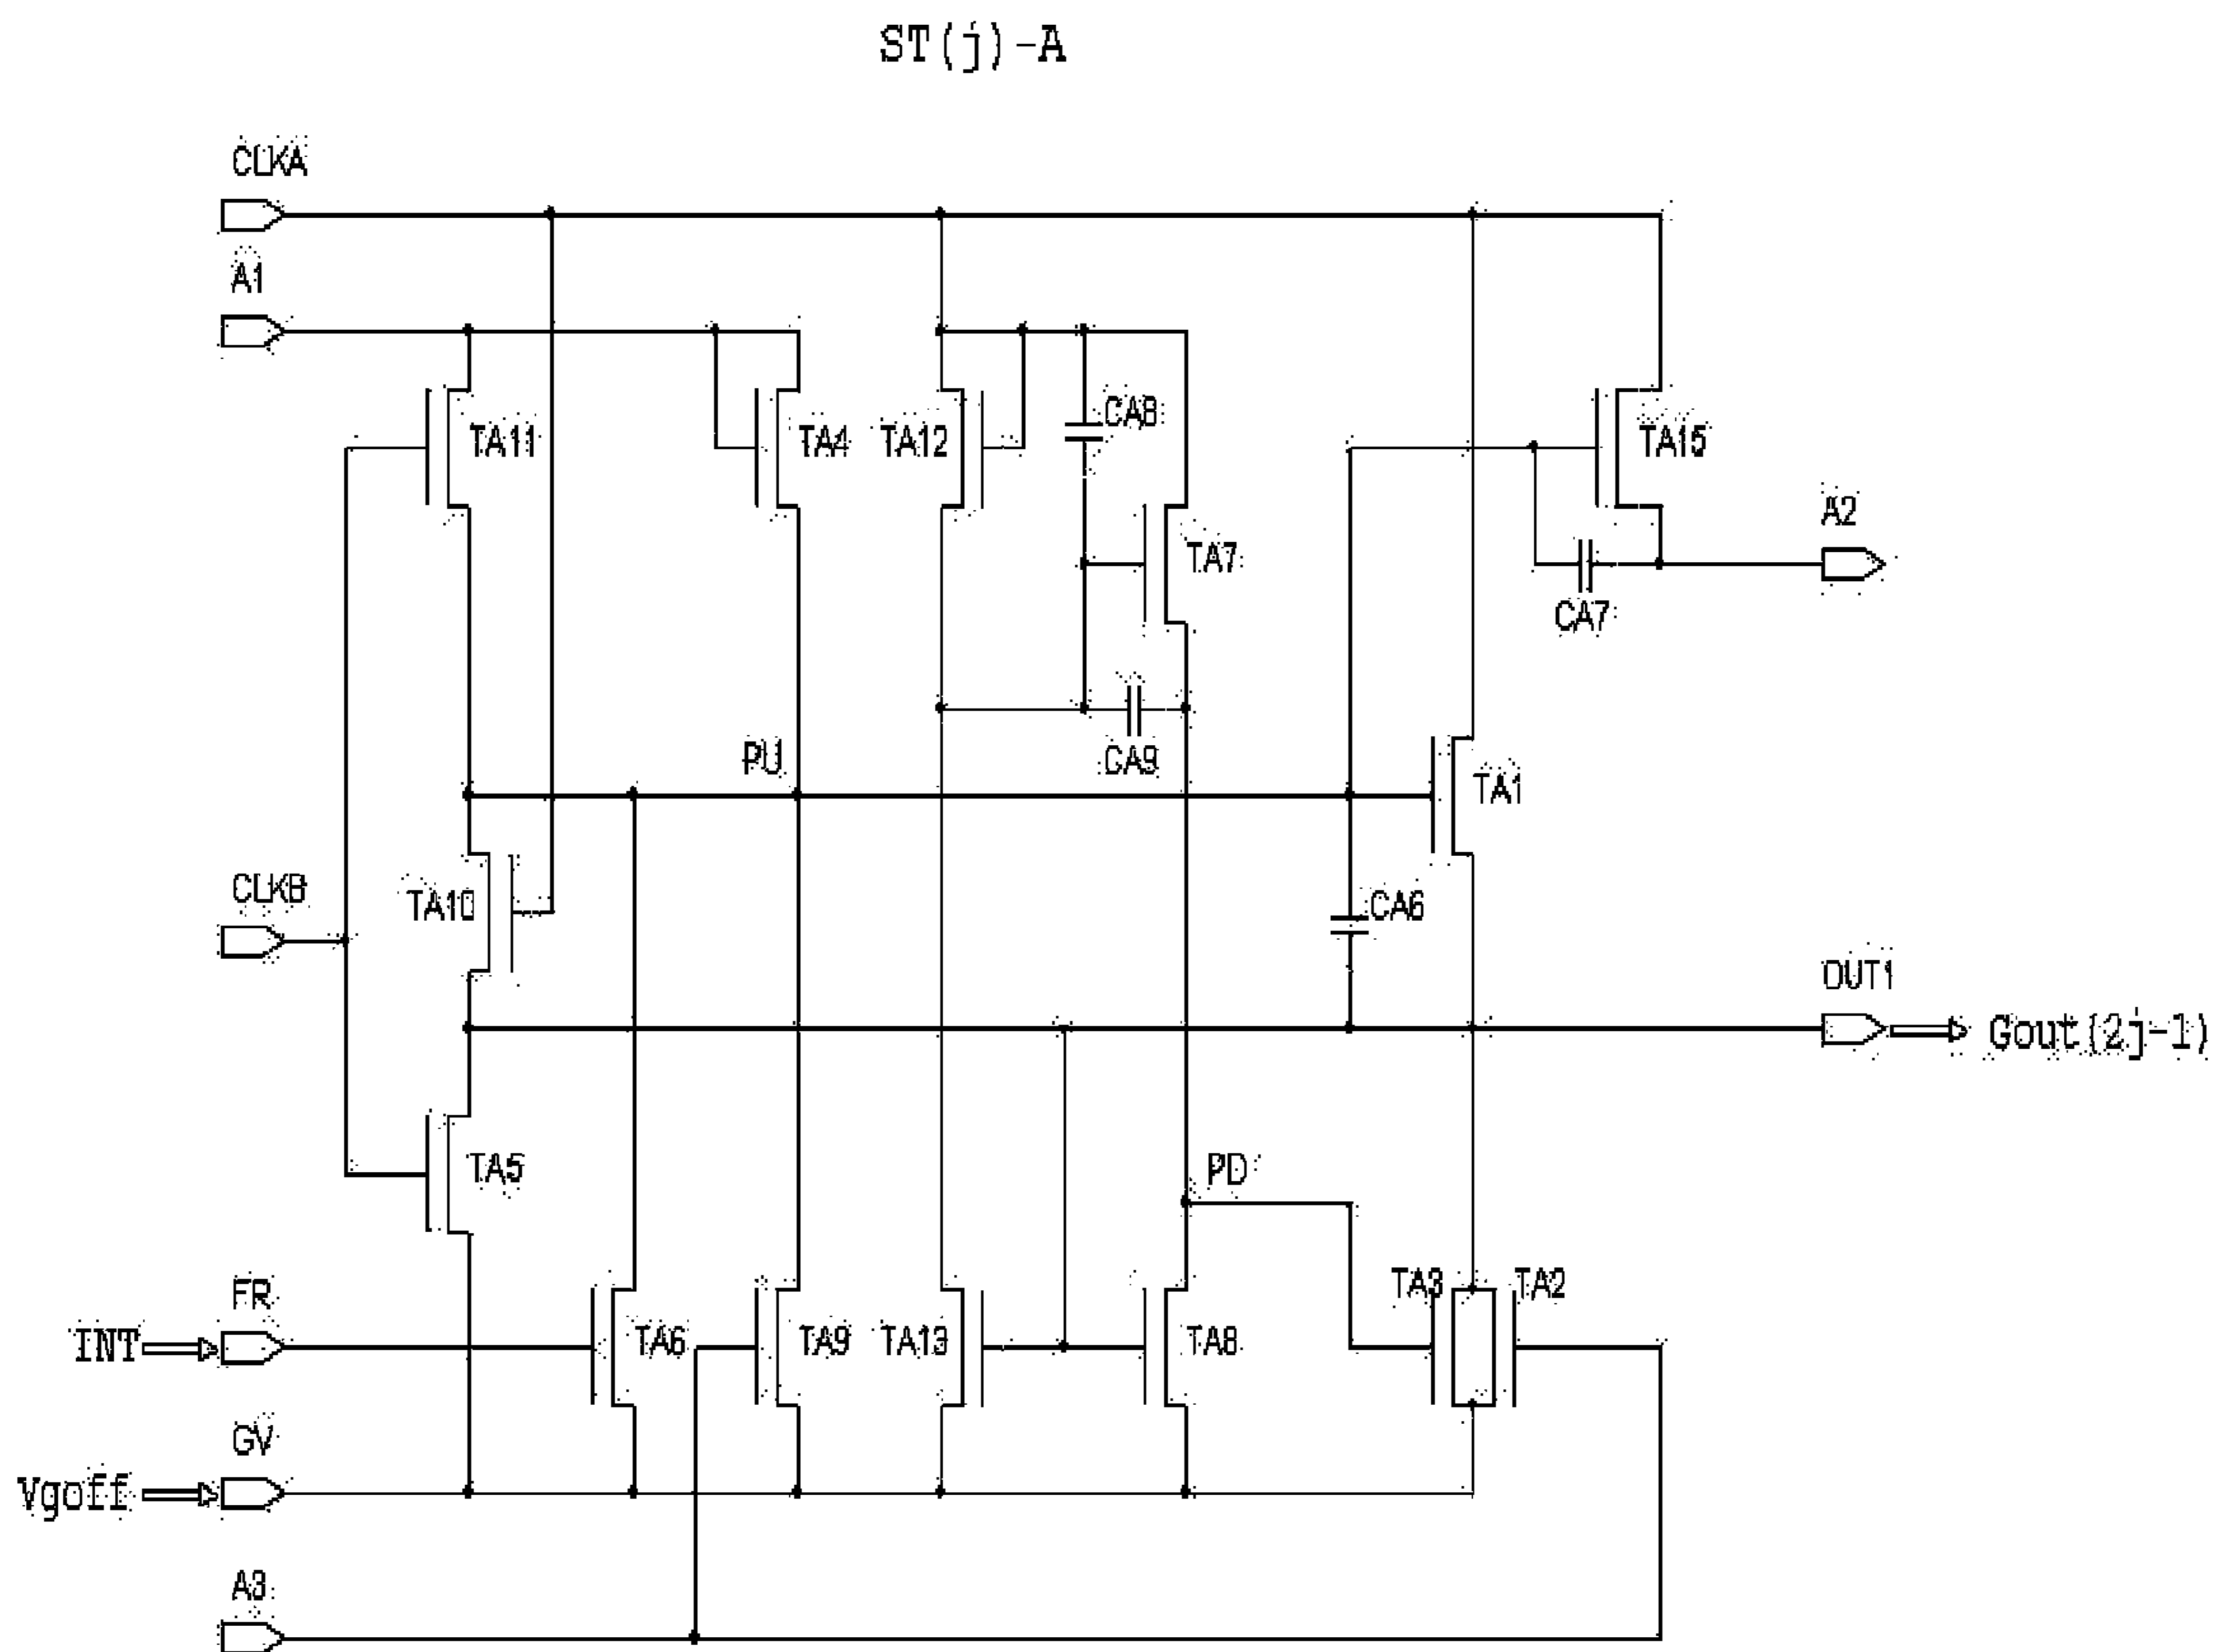 ST(j)-A
CLKA
A1
TA11
TA4
TA12
CA8
TA15
A2
TA7
CA7
PU
CA9
TA1
CLKB
TA10
CA6
OUT1
Gout(2j-1)
TA5
PD
FR
TA3
TA2
INT
TA6
TA9
TA13
TA8
GV
Vgoff
A3